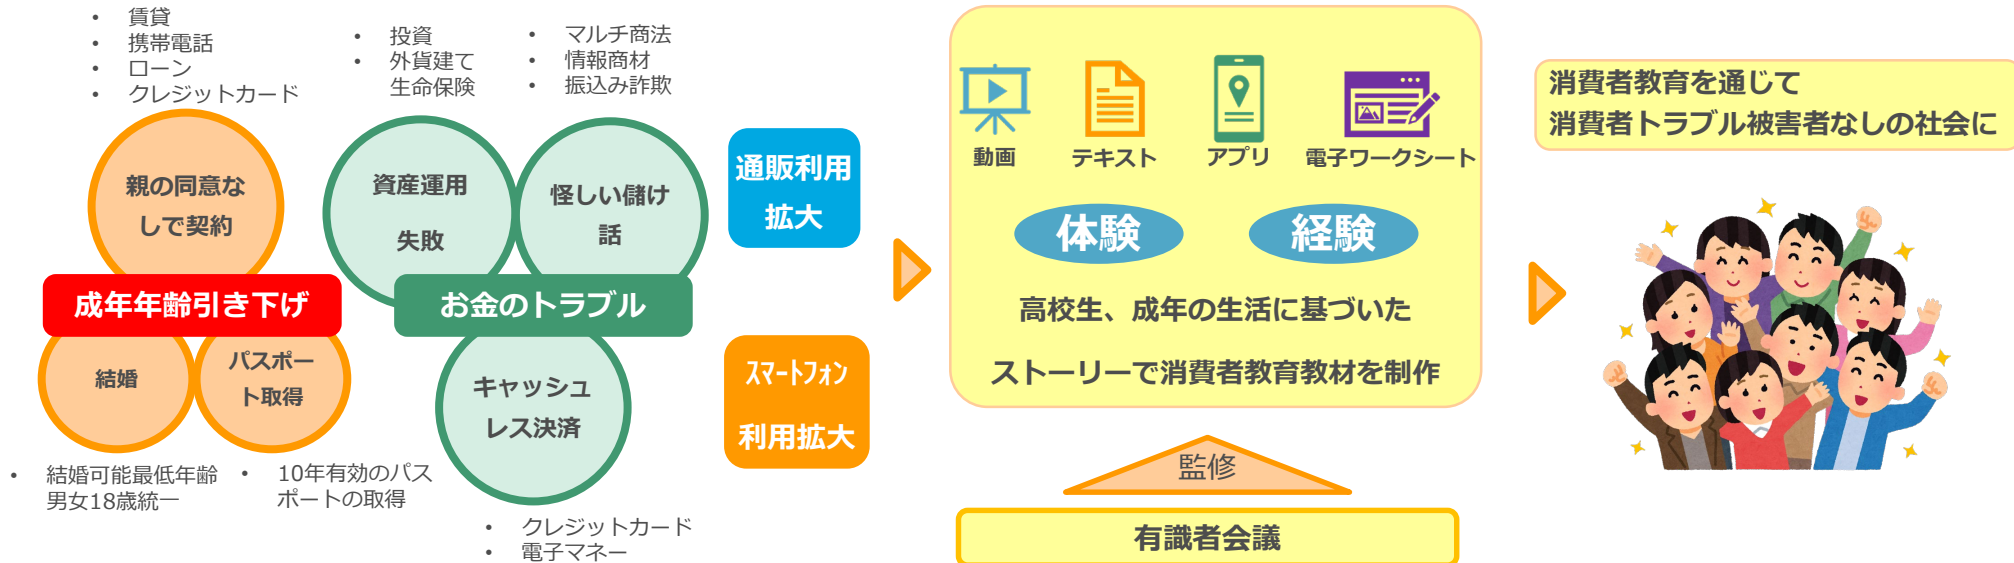 • 賃貸
• 携帯電話
• ローン
• クレジットカード
• 投資
• 外貨建て
生命保険
• マルチ商法
• 情報商材
• 振込み詐欺
親の同意な
しで契約
資産運用
失敗
怪しい儲け
話
成年年齢引き下げ
お金のトラブル
結婚
パスポー
ト取得
キャッシュ
レス決済
• 結婚可能最低年齢
男女18歳統一
• 10年有効のパス
ポートの取得
• クレジットカード
• 電子マネー
通販利用
拡大
ｽﾏｰﾄﾌｫﾝ
利用拡大
動画
テキスト
アプリ
電子ワークシート
体験
経験
高校生、成年の生活に基づいた
ストーリーで消費者教育教材を制作
監修
有識者会議
消費者教育を通じて
消費者トラブル被害者なしの社会に